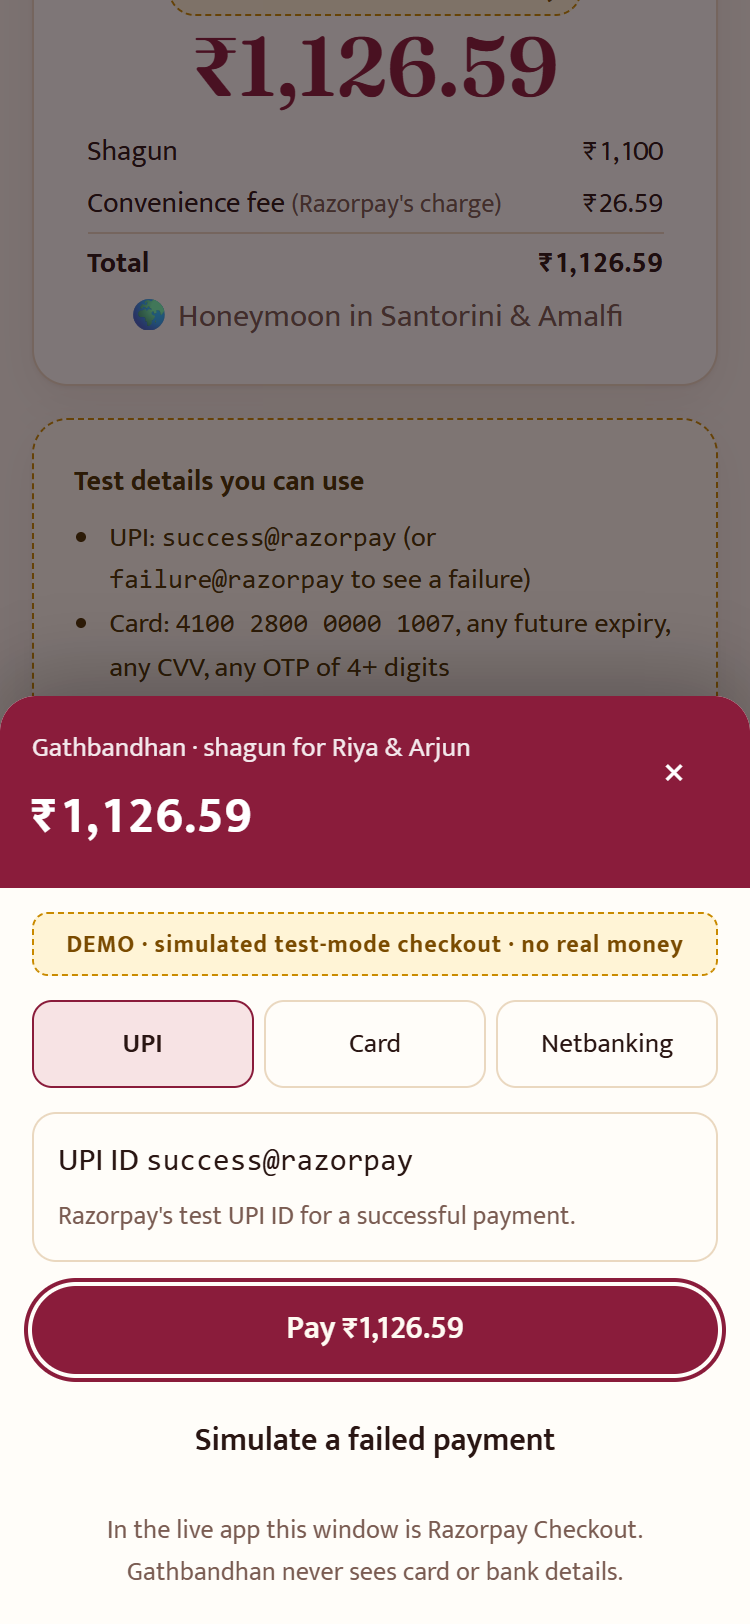 ₹1,126.59
Shagun ₹1,100
Convenience fee (Razorpay's charge) ₹26.59
Total ₹1,126.59
Honeymoon in Santorini & Amalfi
Test details you can use
• UPI: success@razorpay (or
failure@razorpay to see a failure)
• Card: 4100 2800 0000 1007, any future expiry,
any CVV, any OTP of 4+ digits
Gathbandhan · shagun for Riya & Arjun
×
₹1,126.59
DEMO · simulated test-mode checkout · no real money
UPI Card Netbanking
UPI ID success@razorpay
Razorpay's test UPI ID for a successful payment.
Pay ₹1,126.59
Simulate a failed payment
In the live app this window is Razorpay Checkout.
Gathbandhan never sees card or bank details.